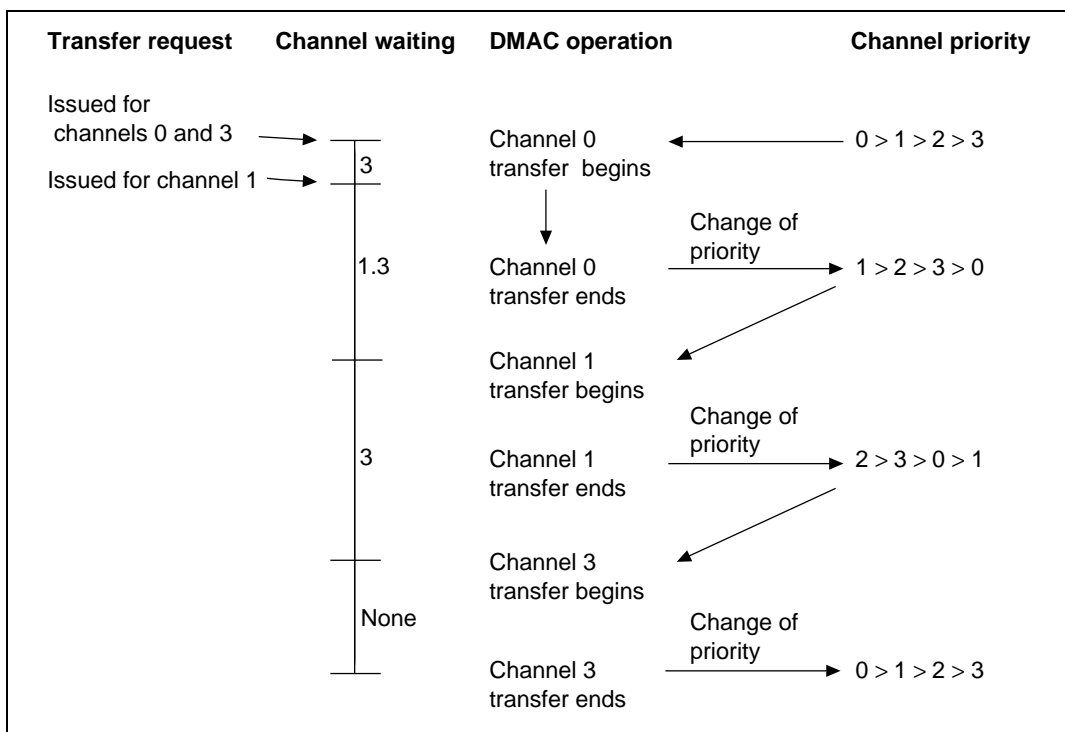 Transfer request Channel waiting DMAC operation Channel priority
Issued for
channels 0 and 3
Channel 0
transfer begins
0 > 1 > 2 > 3
3
Issued for channel 1
Change of
priority
1.3
Channel 0
transfer ends
1 > 2 > 3 > 0
Channel 1
transfer begins
Change of
priority
3
Channel 1
transfer ends
2 > 3 > 0 > 1
Channel 3
transfer begins
None
Change of
priority
Channel 3
transfer ends
0 > 1 > 2 > 3